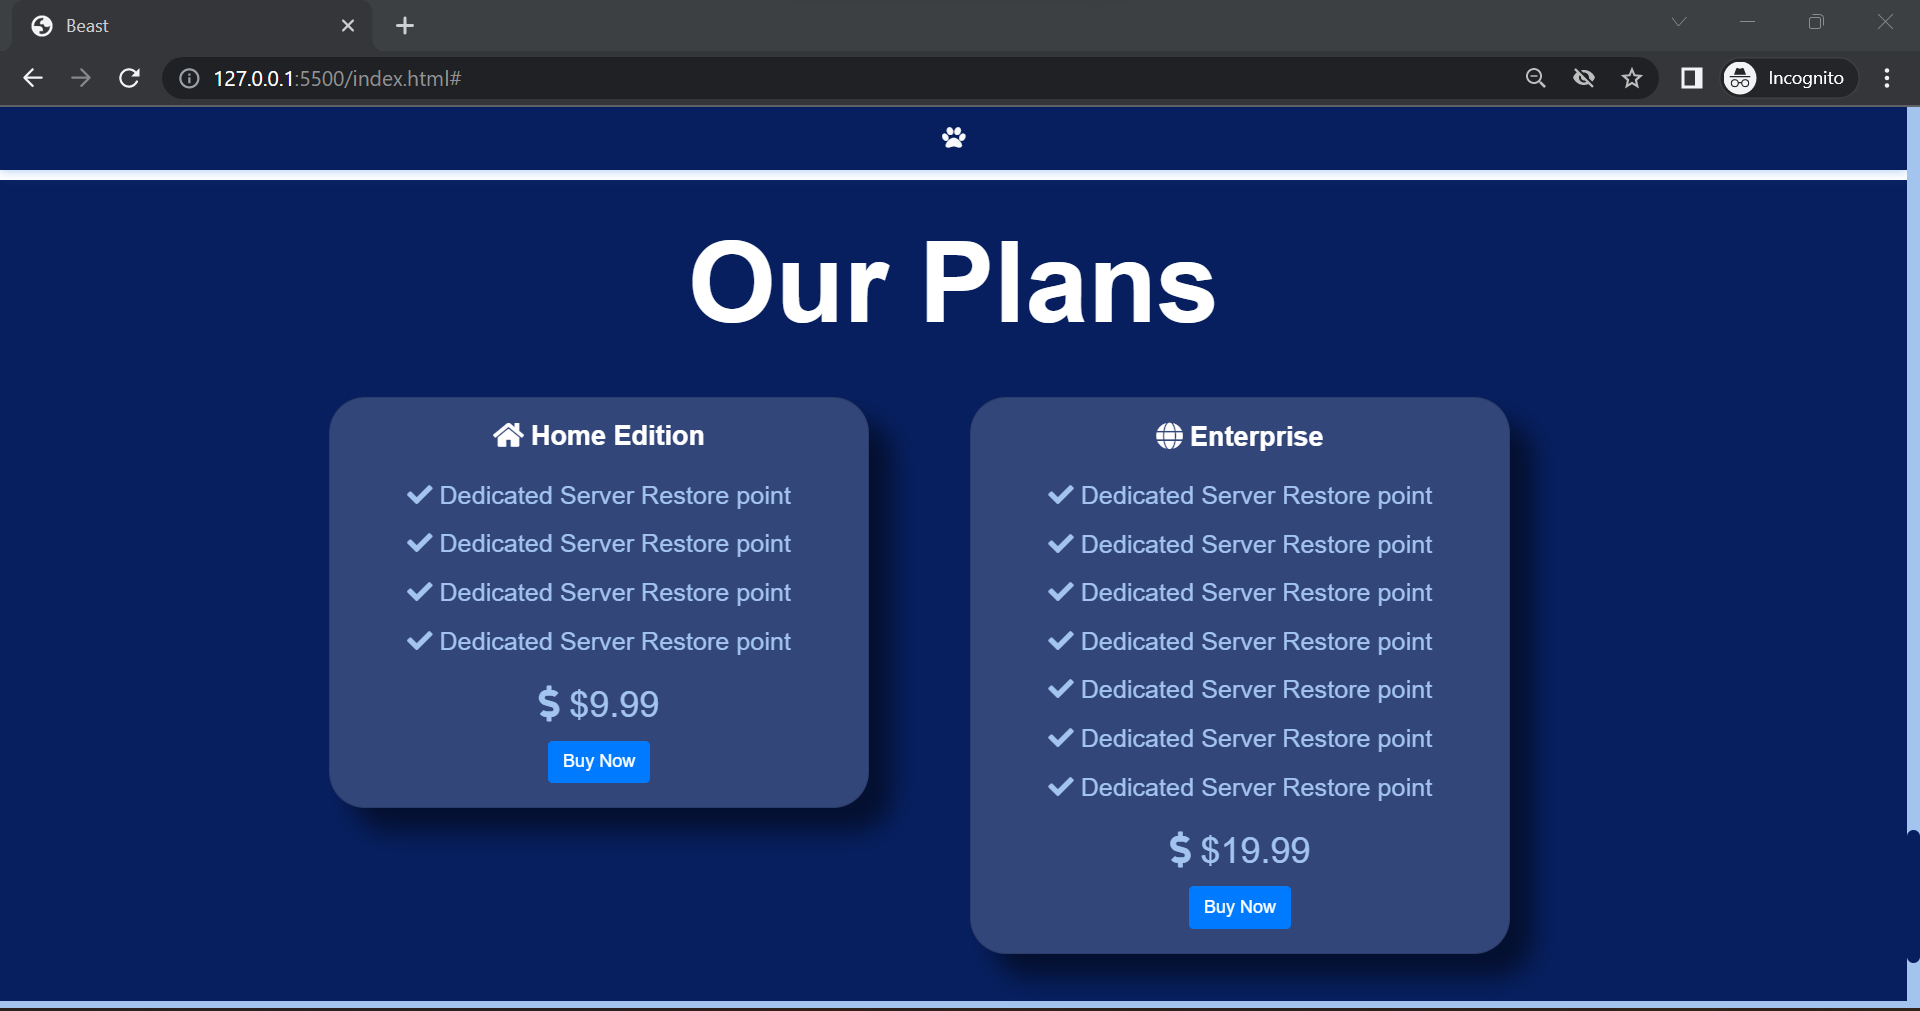 Beast
127.0.0.1:5500/index.html#
Incognito
Our Plans
Home Edition
Dedicated Server Restore point
Dedicated Server Restore point
Dedicated Server Restore point
Dedicated Server Restore point
$ $9.99
Buy Now
Enterprise
Dedicated Server Restore point
Dedicated Server Restore point
Dedicated Server Restore point
Dedicated Server Restore point
Dedicated Server Restore point
Dedicated Server Restore point
Dedicated Server Restore point
$ $19.99
Buy Now